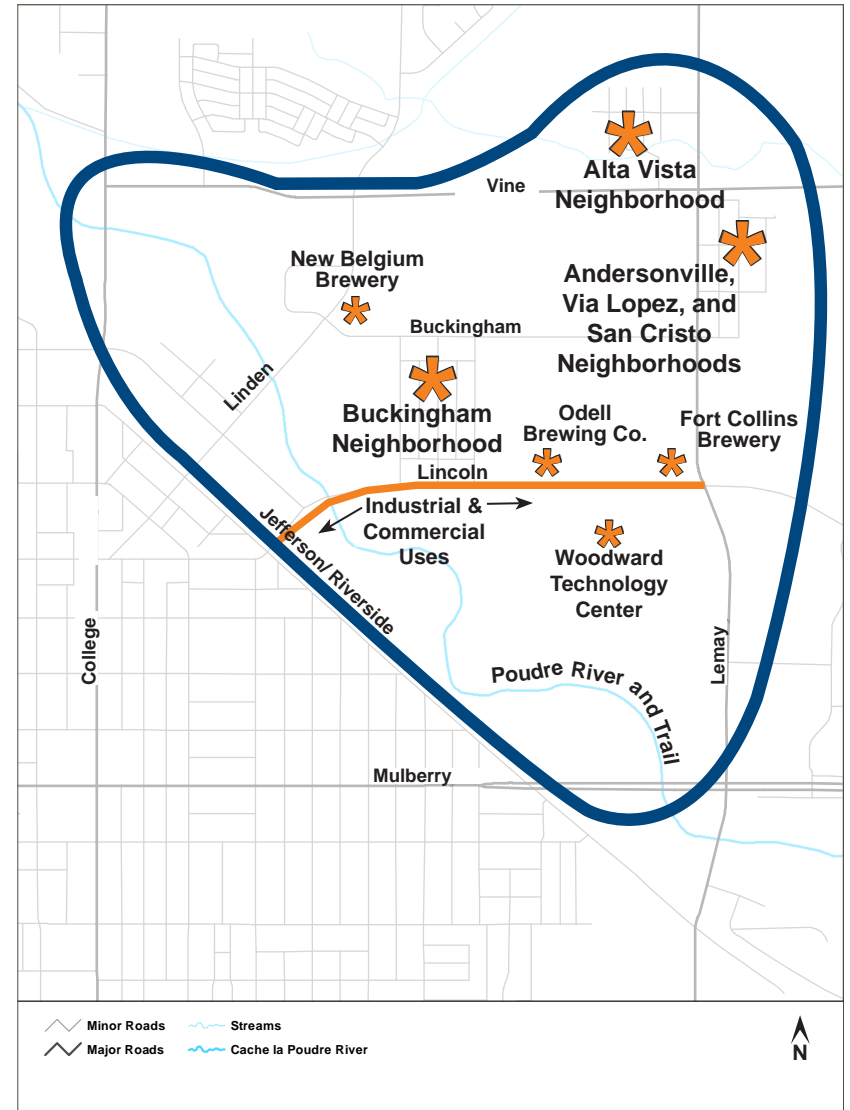 Alta Vista
Neighborhood
Vine
New Belgium
Brewery
Andersonville,
Via Lopez, and
San Cristo
Neighborhoods
Buckingham
Linden
Buckingham
Neighborhood
Odell
Brewing Co.
Fort Collins
Brewery
Lincoln
Industrial &
Commercial
Uses
Jefferson/ Riverside
Woodward
Technology
Center
College
Lemay
Poudre River and Trail
Mulberry
Minor Roads
Streams
Major Roads
Cache la Poudre River
N